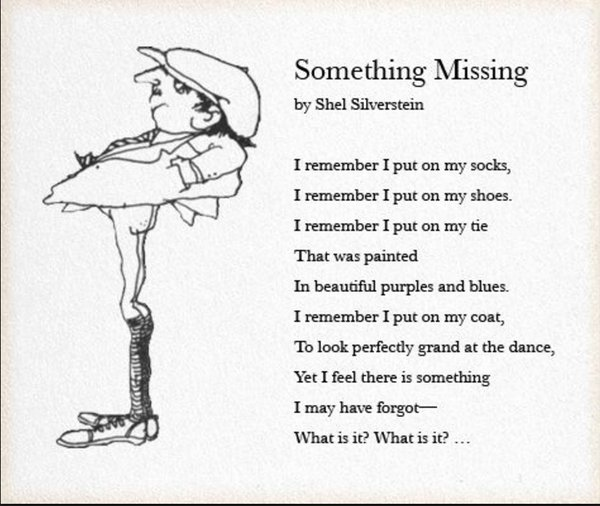 Something Missing
by Shel Silverstein
I remember I put on my socks,
I remember I put on my shoes.
I remember I put on my tie
That was painted
In beautiful purples and blues.
I remember I put on my coat,
To look perfectly grand at the dance,
Yet I feel there is something
I may have forgot—
What is it? What is it? …